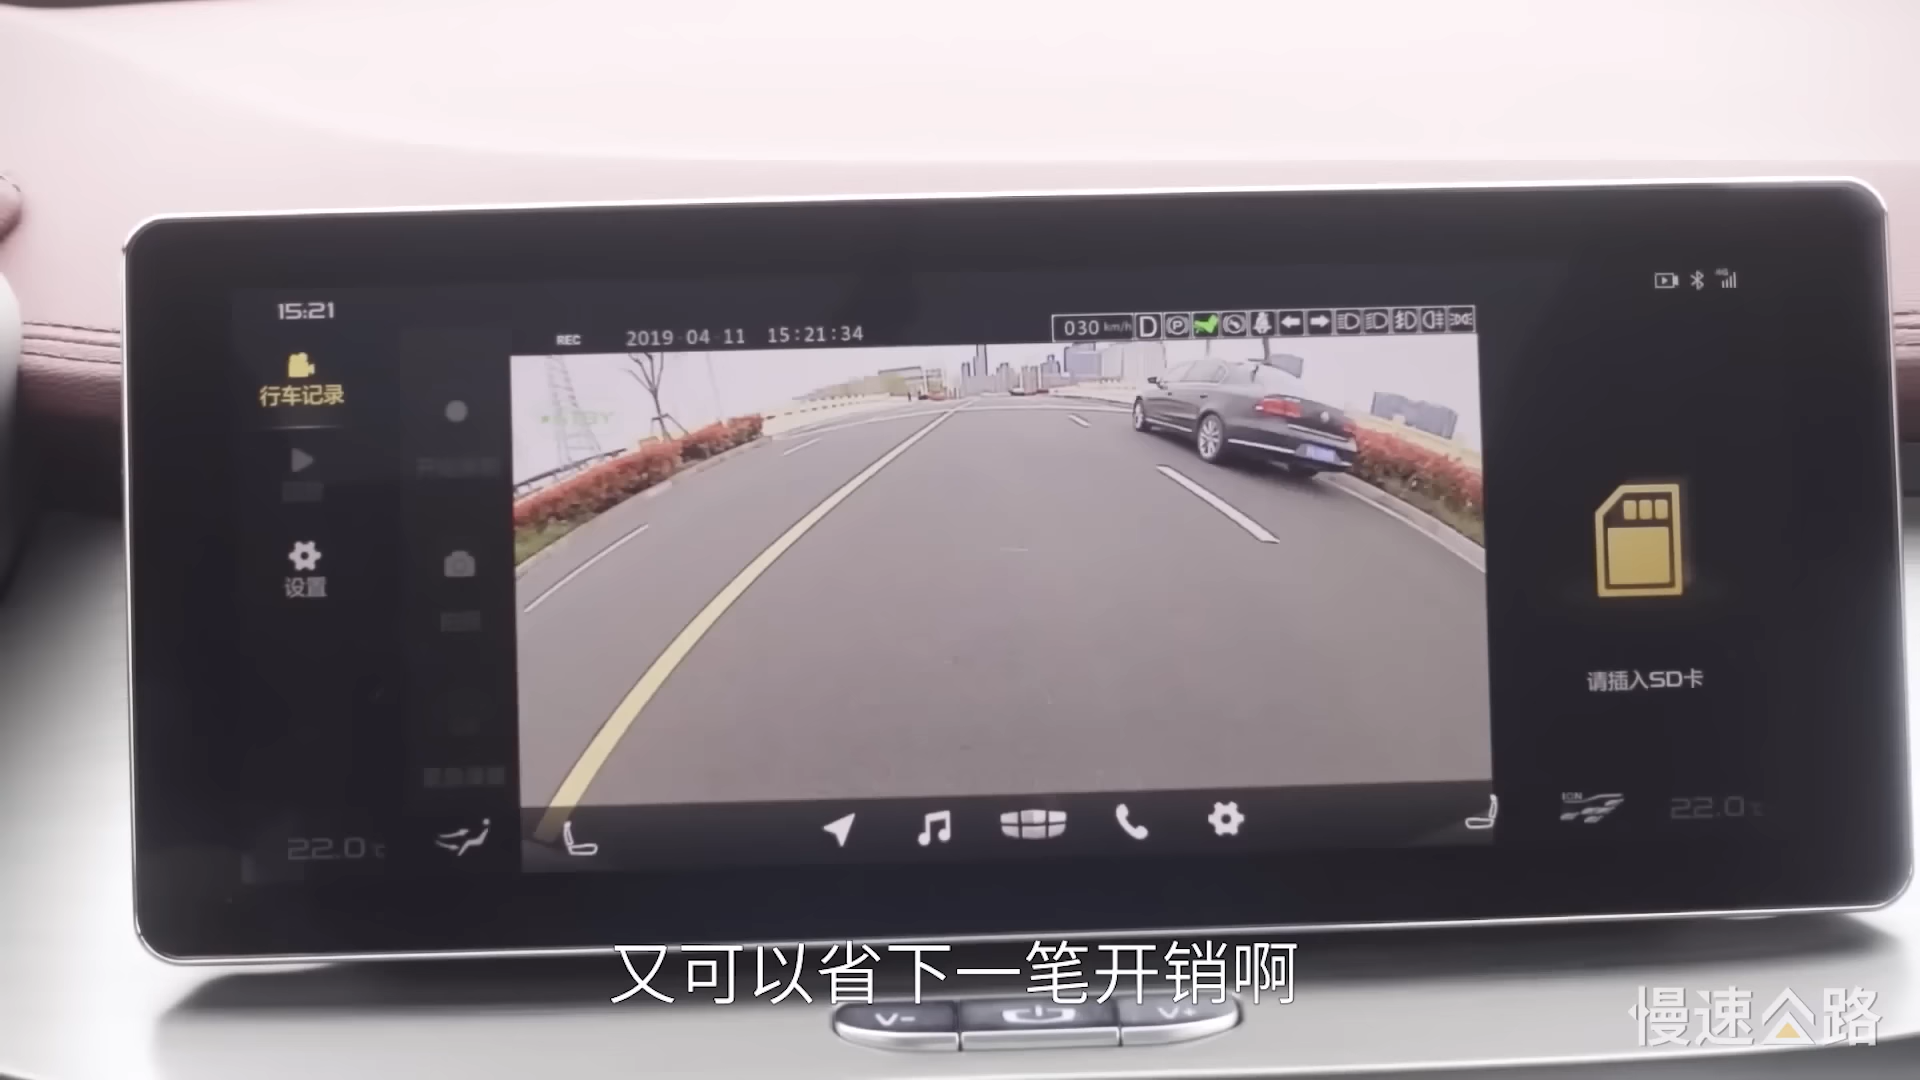 15:21
REC 2019 04 11 15:21:34 030 km/h D
行车记录
设置
请插入SD卡
22.0℃
ION
22.0℃
又可以省下一笔开销啊
V-
V+
慢速公路